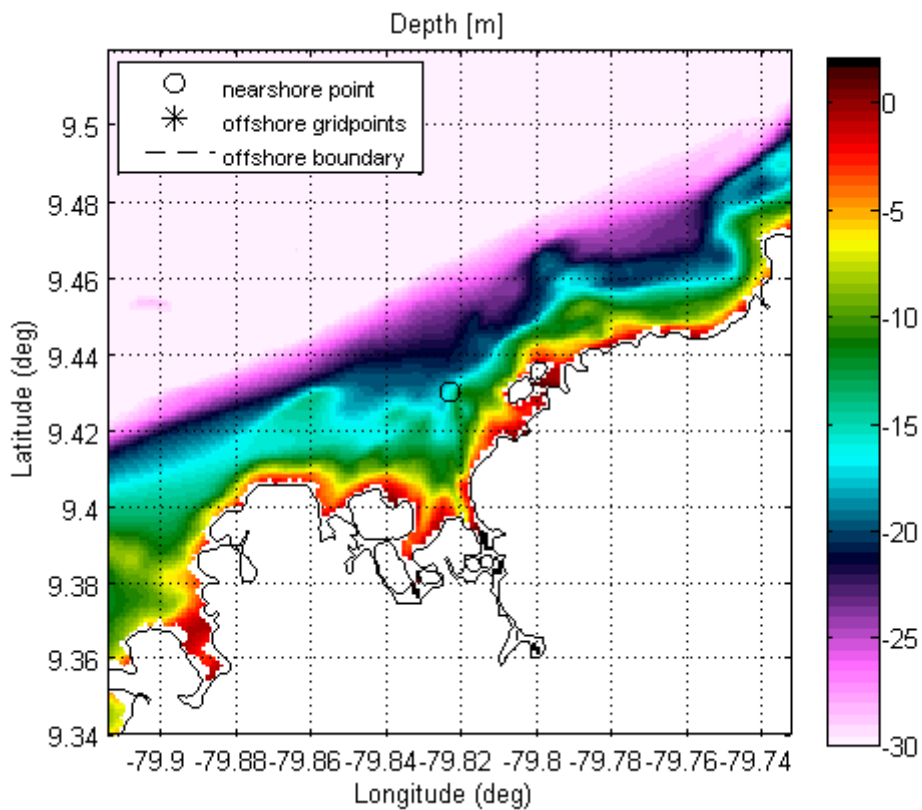 Depth [m]
nearshore point
offshore gridpoints
offshore boundary
9.5
9.48
9.46
9.44
9.42
9.4
9.38
9.36
9.34
Latitude (deg)
-79.9 -79.88 -79.86 -79.84 -79.82 -79.8 -79.78 -79.76 -79.74
Longitude (deg)
0
-5
-10
-15
-20
-25
-30